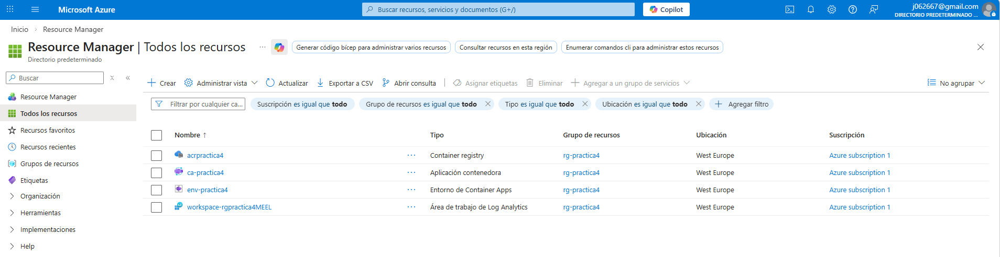 Microsoft Azure
Buscar recursos, servicios y documentos (G+/)
Copilot
j062667@gmail.com
DIRECTORIO PREDETERMINADO ...
Inicio > Resource Manager
Resource Manager | Todos los recursos
...
Generar código bícep para administrar varios recursos
Consultar recursos en esta región
Enumerar comandos cli para administrar estos recursos
Directorio predeterminado
Buscar
Crear
Administrar vista
Actualizar
Exportar a CSV
Abrir consulta
Asignar etiquetas
Eliminar
Agregar a un grupo de servicios
No agrupar
Resource Manager
Todos los recursos
Recursos favoritos
Recursos recientes
Grupos de recursos
Etiquetas
Organización
Herramientas
Implementaciones
Help
Filtrar por cualquier ca...
Suscripción es igual que todo
Grupo de recursos es igual que todo
Tipo es igual que todo
Ubicación es igual que todo
Agregar filtro
Nombre ↑ Tipo Grupo de recursos Ubicación Suscripción
acrpractica4 ... Container registry rg-practica4 West Europe Azure subscription 1
ca-practica4 ... Aplicación contenedora rg-practica4 West Europe Azure subscription 1
env-practica4 ... Entorno de Container Apps rg-practica4 West Europe Azure subscription 1
workspace-rgpractica4MEEL ... Área de trabajo de Log Analytics rg-practica4 West Europe Azure subscription 1